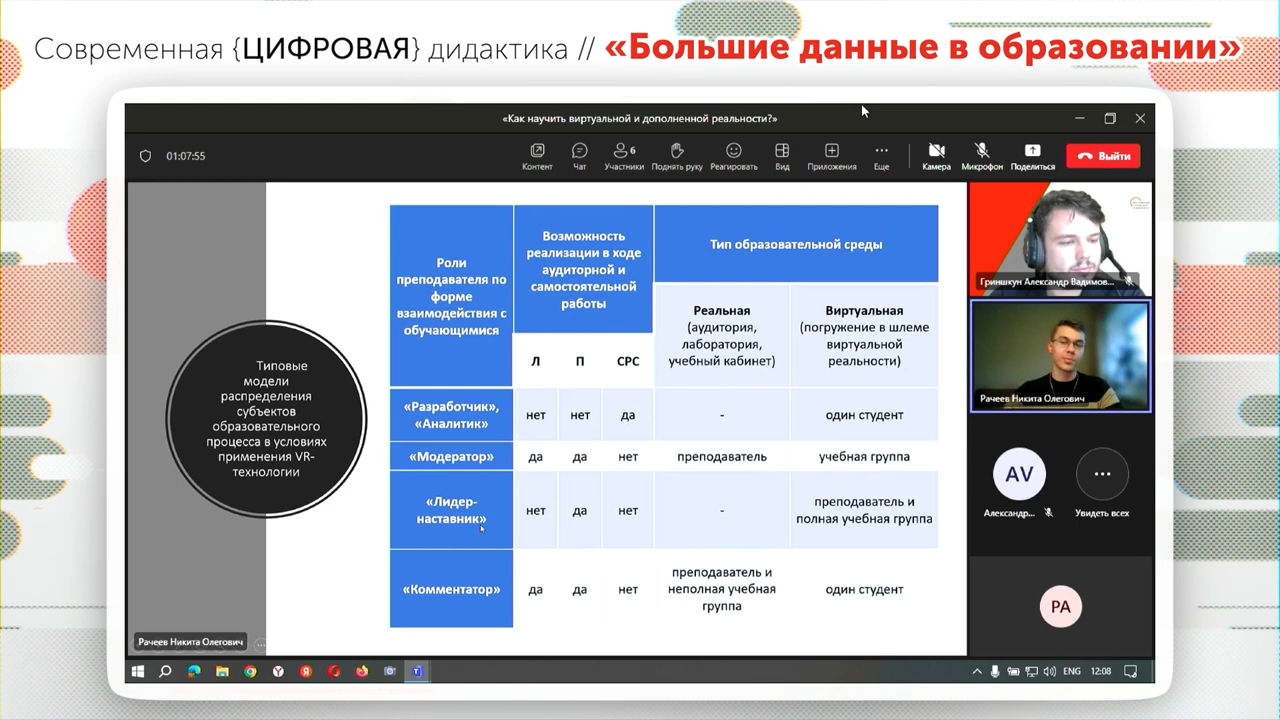 Современная {ЦИФРОВАЯ} дидактика // «Большие данные в образовании»
«Как научить виртуальной и дополненной реальности?»
01:07:55
Контент
Чат
6
Участники
Поднять руку
Реагировать
Вид
Приложения
Еще
Камера
Микрофон
Поделиться
Выйти
Типовые
модели
распределения
субъектов
образовательного
процесса в условиях
применения VR-
технологии
Роли
преподавателя по
форме
взаимодействия с
обучающимися
Возможность
реализации в ходе
аудиторной и
самостоятельной
работы
Тип образовательной среды
Л П СРС
Реальная
(аудитория,
лаборатория,
учебный кабинет)
Виртуальная
(погружение в шлеме
виртуальной
реальности)
«Разработчик»,
«Аналитик»
нет нет да - один студент
«Модератор» да да нет преподаватель учебная группа
«Лидер-
наставник»
нет да нет -
преподаватель и
полная учебная группа
«Комментатор» да да нет
преподаватель и
неполная учебная
группа
один студент
Гриншкун Александр Вадимов...
Рачеев Никита Олегович
AV
Александр...
Увидеть всех
РА
Рачеев Никита Олегович
ENG 12:08